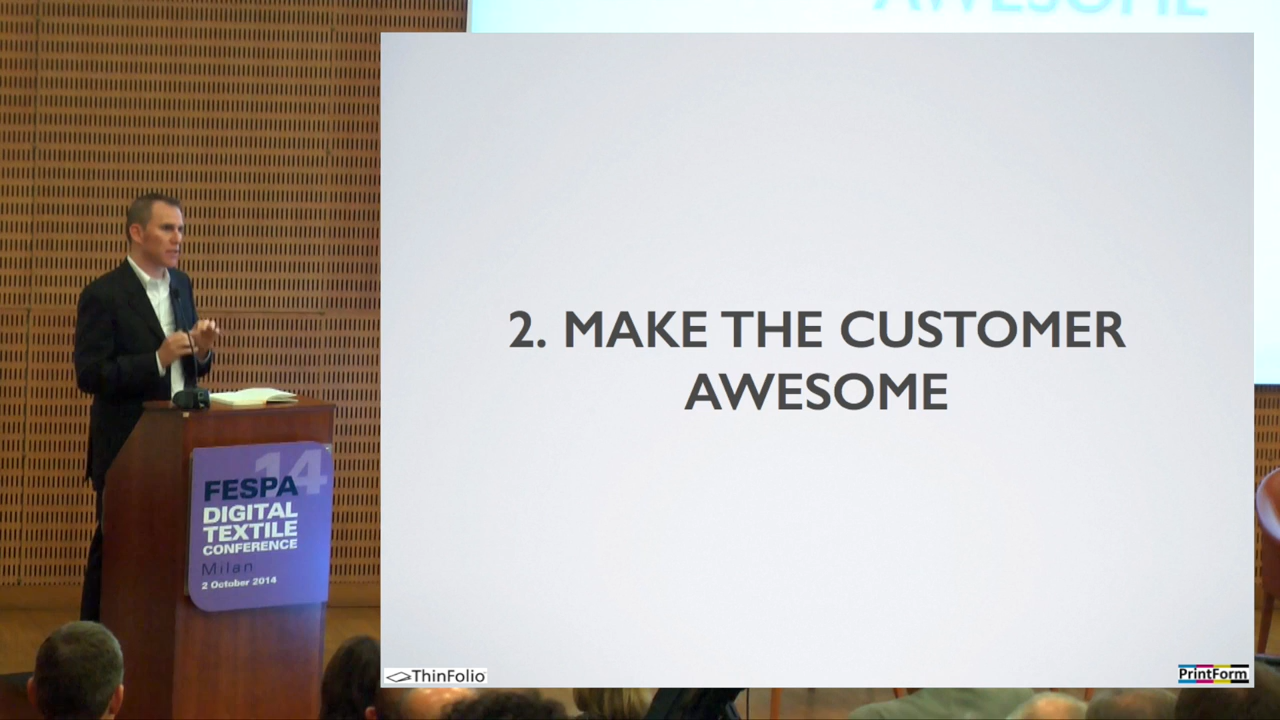 AWESOME
2. MAKE THE CUSTOMER
AWESOME
14
FESPA
DIGITAL
TEXTILE
CONFERENCE
Milan
2 October 2014
ThinFolio
PrintForm